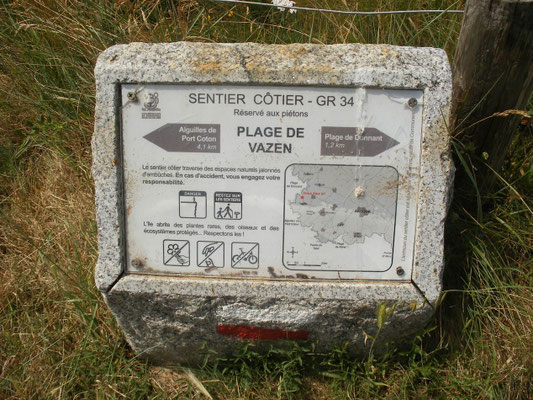 SENTIER CÔTIER - GR 34
Réservé aux piétons
Aiguilles de
Port Coton
4,1 km
PLAGE DE
VAZEN
Plage de Donnant
1,2 km
Le sentier côtier traverse des espaces naturels jalonnés
d'embûches. En cas d'accident, vous engagez votre
responsabilité.
DANGER
RESTEZ SUR
LES SENTIERS
L'île abrite des plantes rares, des oiseaux et des
écosystèmes protégés... Respectons les !